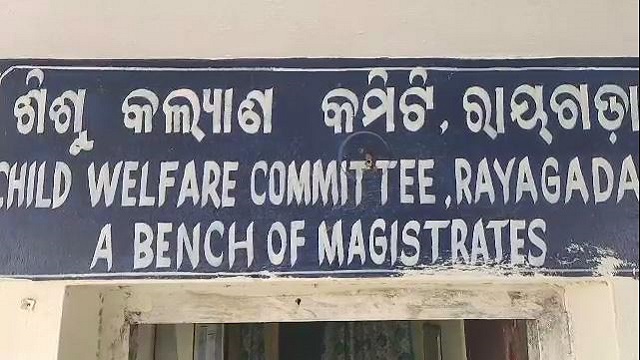 ଶିଶୁ କଲ୍ୟାଣ କମିଟି, ରାୟଗଡ଼ା
CHILD WELFARE COMMITTEE, RAYAGADA
A BENCH OF MAGISTRATES